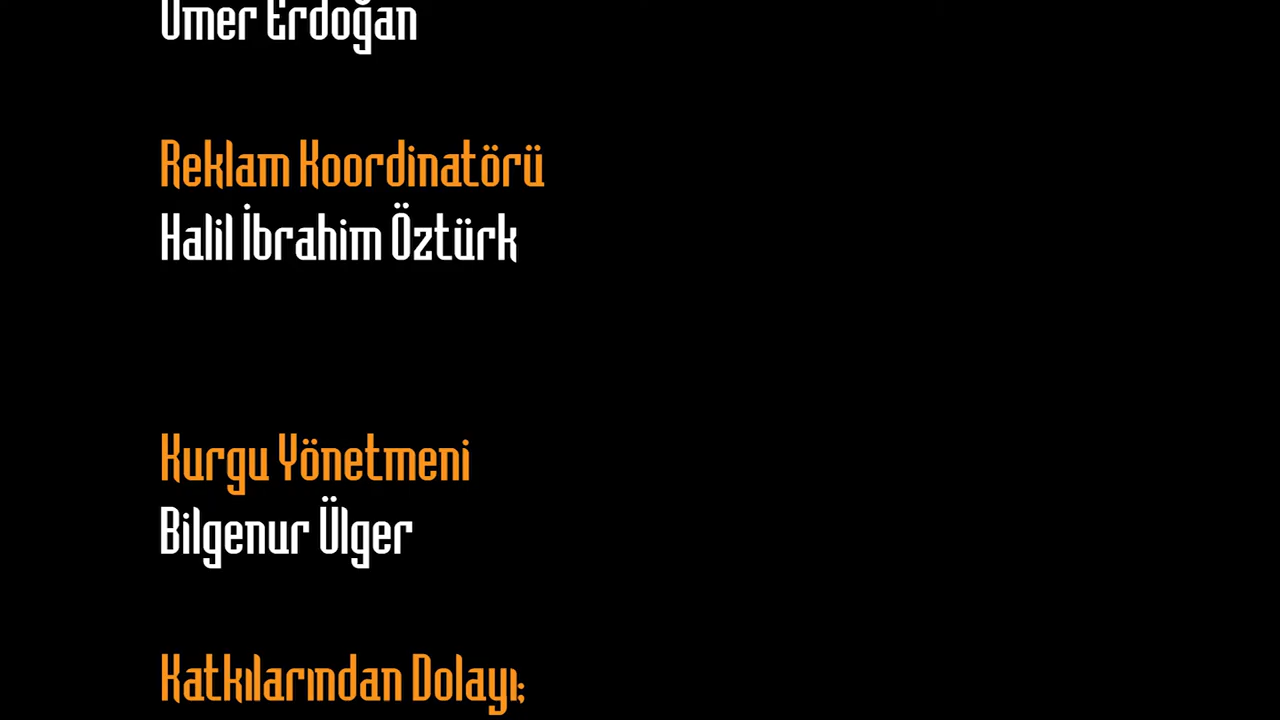 Ömer Erdoğan
Reklam Koordinatörü
Halil İbrahim Öztürk
Kurgu Yönetmeni
Bilgenur Ülger
Katkılarından Dolayı;